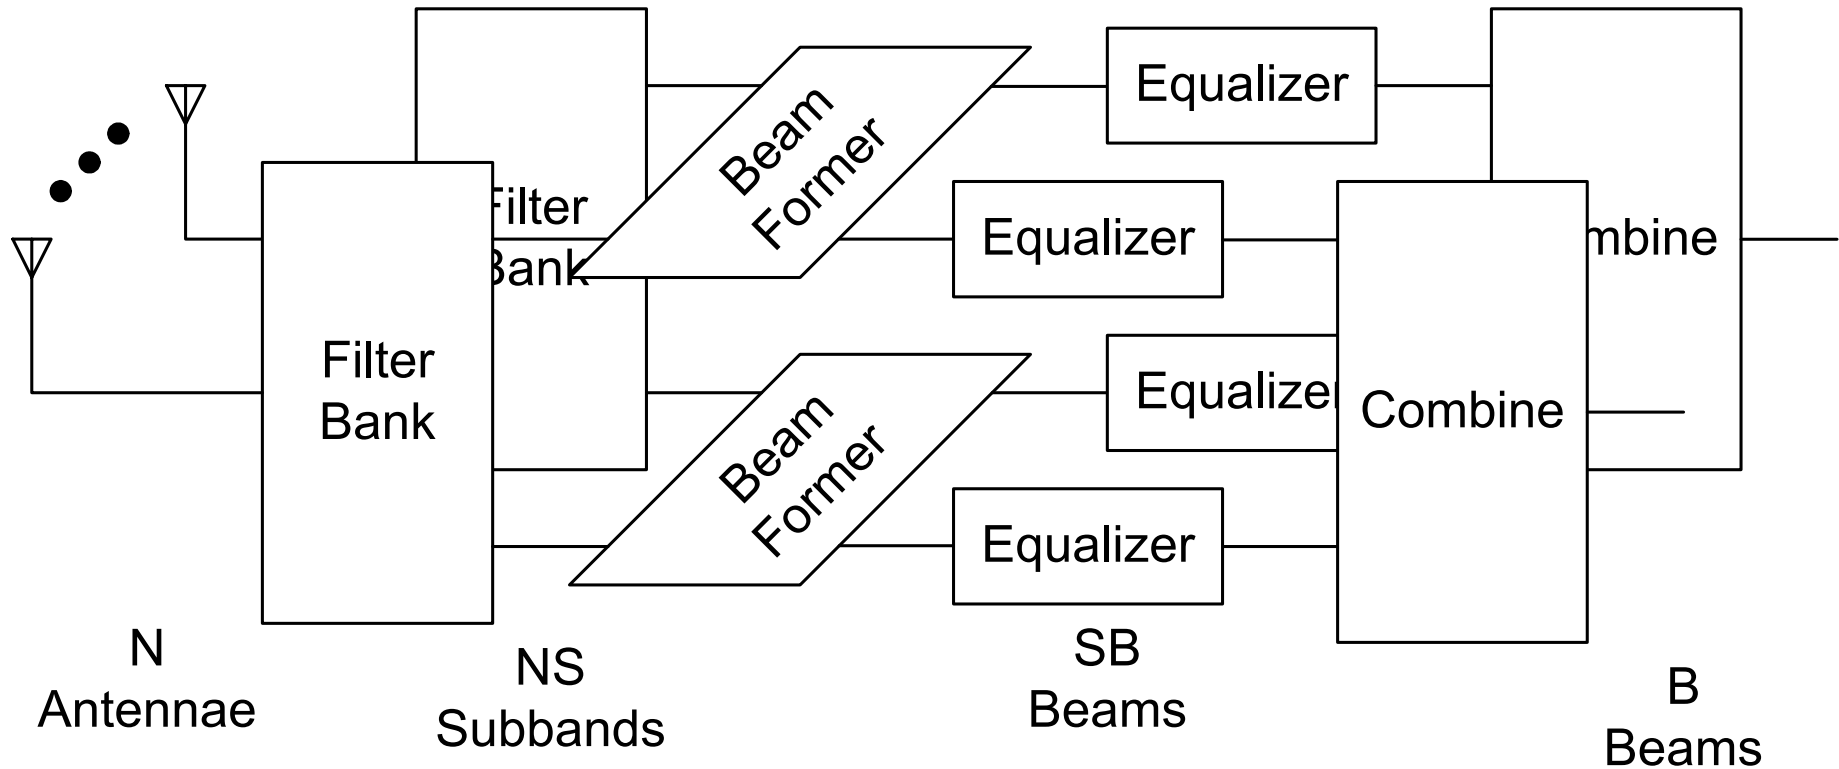 Equalizer
Beam
Former
Filter
Bank
Equalizer
mbine
Filter
Bank
Equalizer
Beam
Former
Combine
Equalizer
N
Antennae
NS
Subbands
SB
Beams
B
Beams